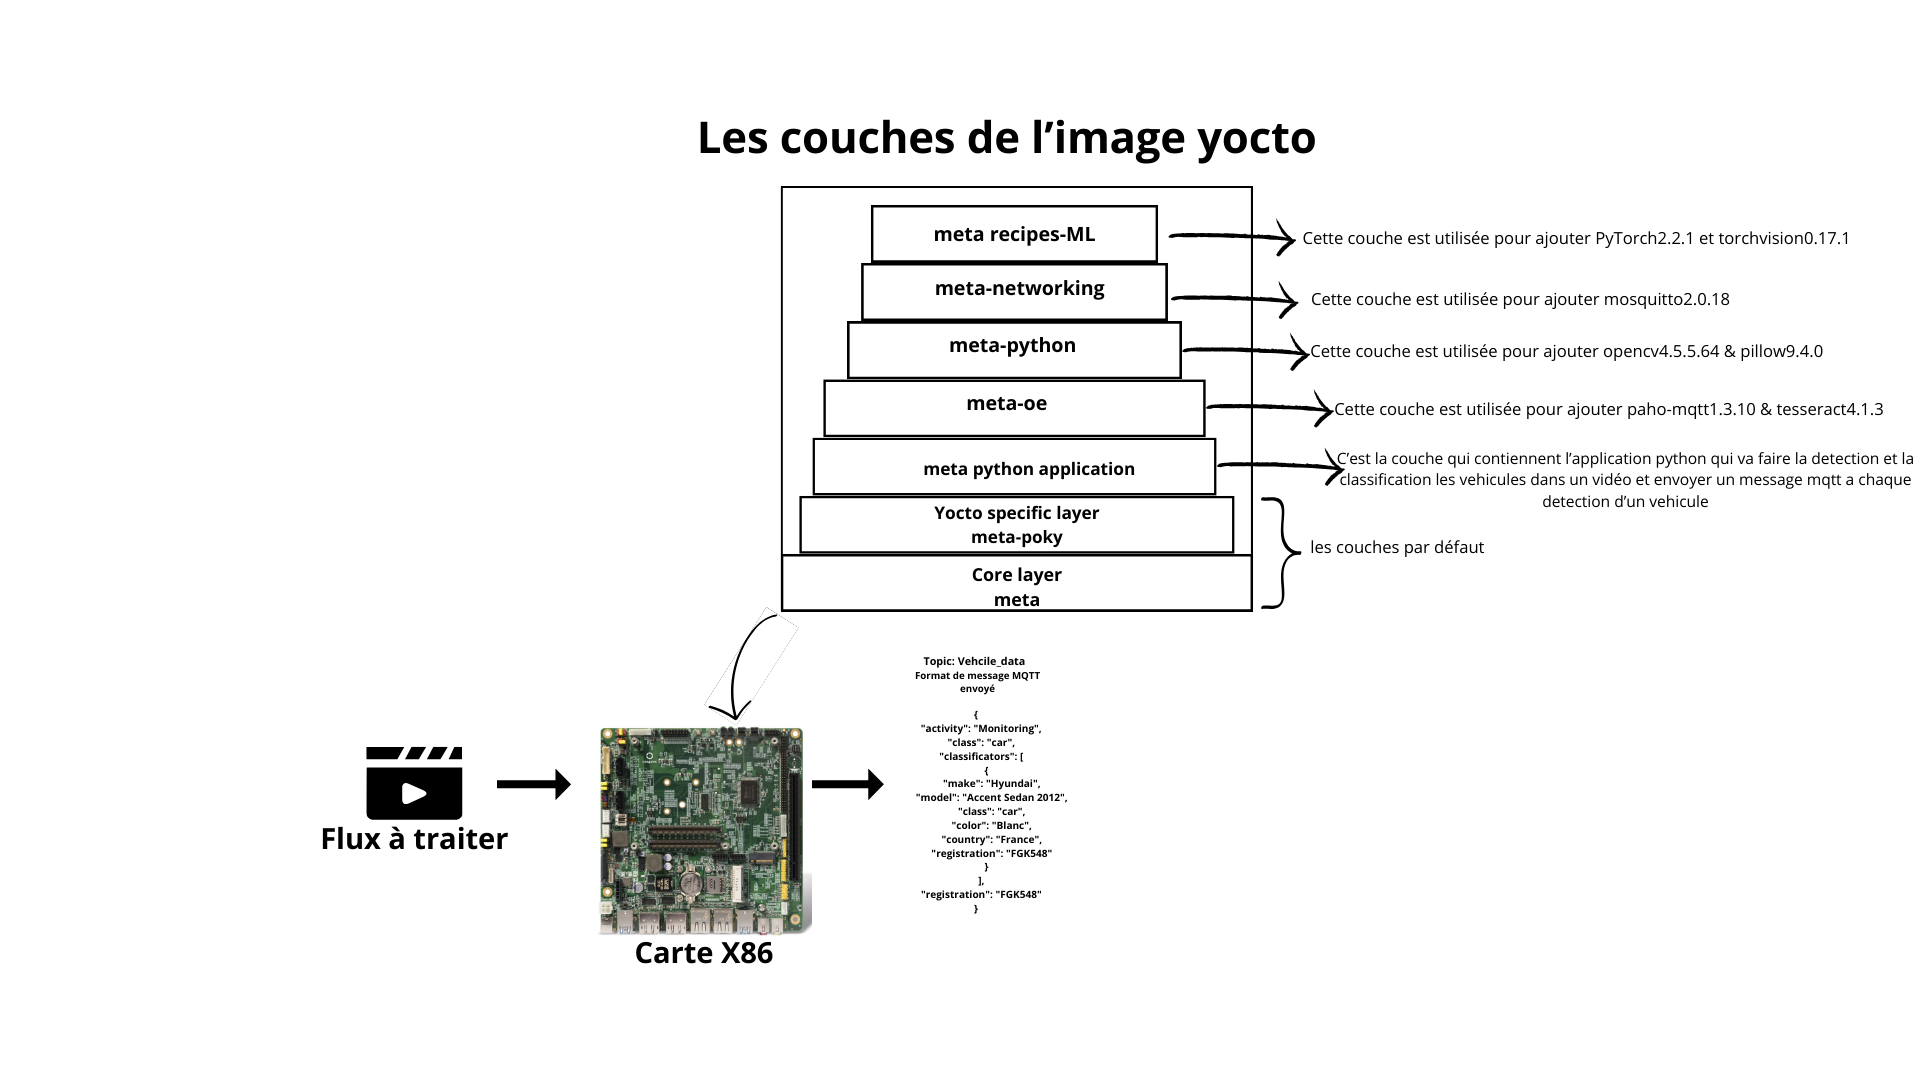 Les couches de l’image yocto
meta recipes-ML
Cette couche est utilisée pour ajouter PyTorch2.2.1 et torchvision0.17.1
meta-networking
Cette couche est utilisée pour ajouter mosquitto2.0.18
meta-python
Cette couche est utilisée pour ajouter opencv4.5.5.64 & pillow9.4.0
meta-oe
Cette couche est utilisée pour ajouter paho-mqtt1.3.10 & tesseract4.1.3
meta python application
C’est la couche qui contiennent l’application python qui va faire la detection et la
classification les vehicules dans un vidéo et envoyer un message mqtt a chaque
detection d’un vehicule
Yocto specific layer
meta-poky
les couches par défaut
Core layer
meta
Topic: Vehcile_data
Format de message MQTT
envoyé
{
"activity": "Monitoring",
"class": "car",
"classificators": [
{
"make": "Hyundai",
"model": "Accent Sedan 2012",
"class": "car",
"color": "Blanc",
"country": "France",
"registration": "FGK548"
}
],
"registration": "FGK548"
}
Flux à traiter
Carte X86